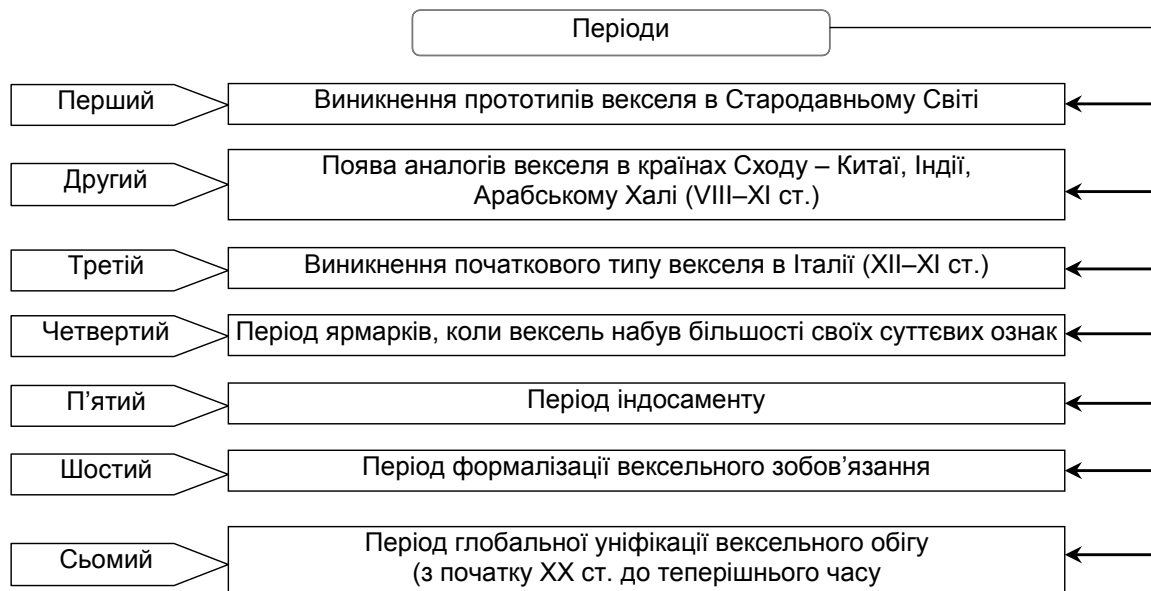 Періоди
Перший
Виникнення прототипів векселя в Стародавньому Світі
Другий
Поява аналогів векселя в країнах Сходу – Китаї, Індії,
Арабському Халі (VIII–XI ст.)
Третій
Виникнення початкового типу векселя в Італії (XII–XI ст.)
Четвертий
Період ярмарків, коли вексель набув більшості своїх суттєвих ознак
П’ятий
Період індосаменту
Шостий
Період формалізації вексельного зобов’язання
Сьомий
Період глобальної уніфікації вексельного обігу
(з початку XX ст. до теперішнього часу